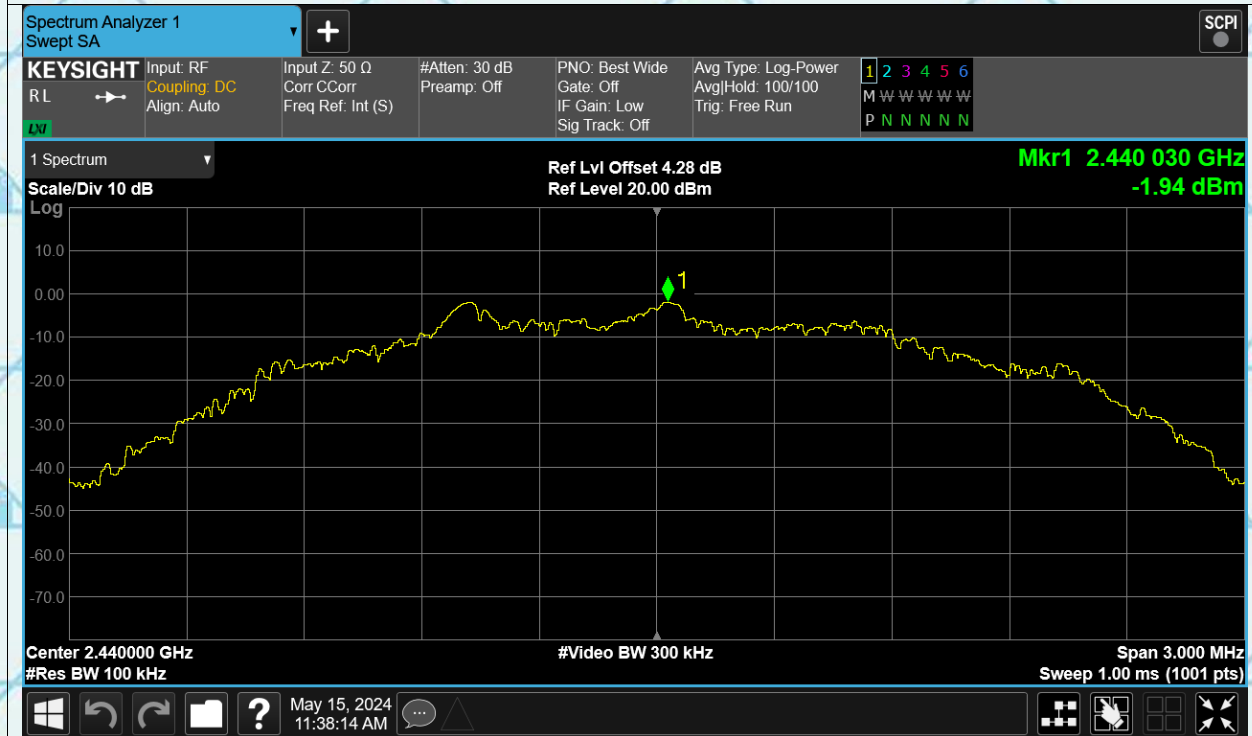 Spectrum Analyzer 1
Swept SA
▼
+
SCPI
KEYSIGHT
RL
LXI
Input: RF
Coupling: DC
Align: Auto
Input Z: 50 Ω
Corr CCorr
Freq Ref: Int (S)
#Atten: 30 dB
Preamp: Off
PNO: Best Wide
Gate: Off
IF Gain: Low
Sig Track: Off
Avg Type: Log-Power
Avg|Hold: 100/100
Trig: Free Run
1 2 3 4 5 6
M W W W W W
P N N N N N
1 Spectrum ▼
Scale/Div 10 dB
Log
Ref Lvl Offset 4.28 dB
Ref Level 20.00 dBm
Mkr1 2.440 030 GHz
-1.94 dBm
1
10.0
0.00
-10.0
-20.0
-30.0
-40.0
-50.0
-60.0
-70.0
Center 2.440000 GHz
#Res BW 100 kHz
#Video BW 300 kHz
Span 3.000 MHz
Sweep 1.00 ms (1001 pts)
?
May 15, 2024
11:38:14 AM